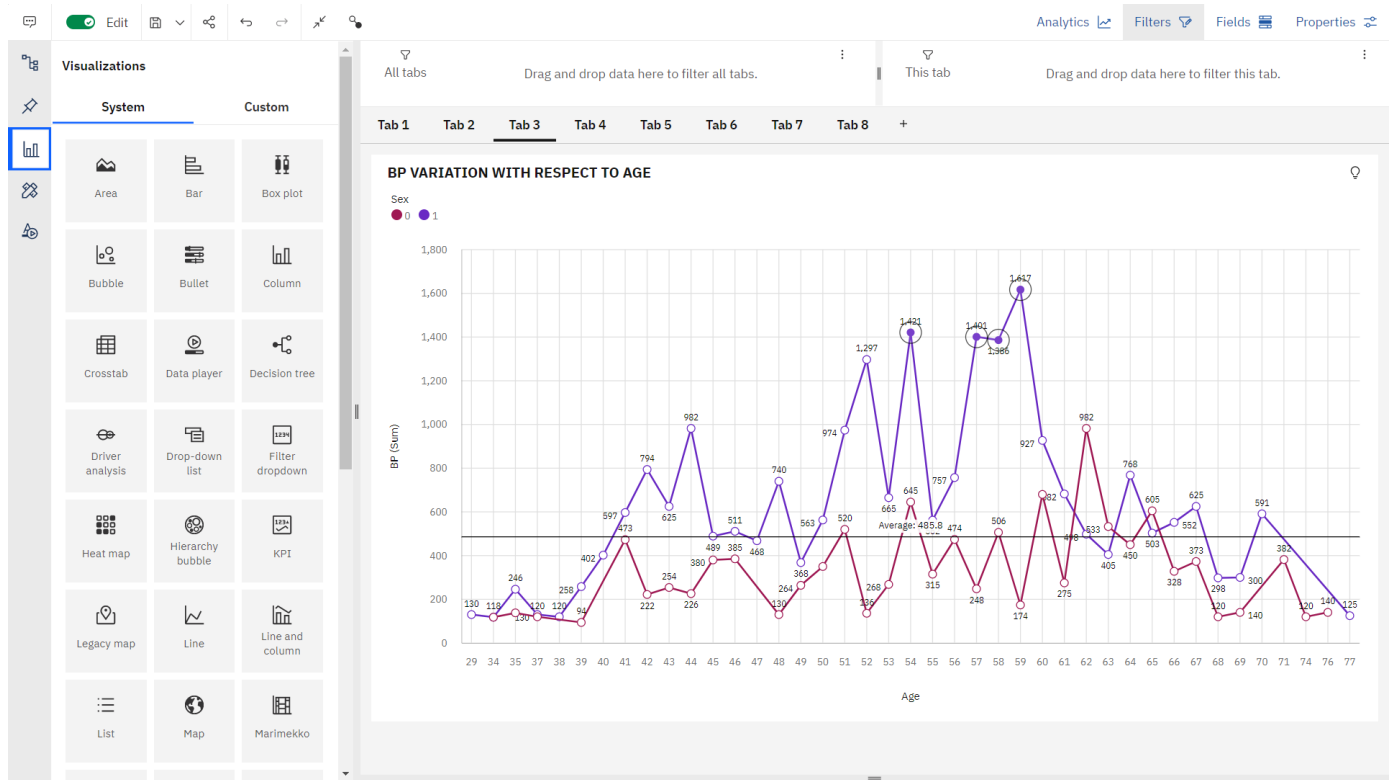 Edit
Analytics
Filters
Fields
Properties
Visualizations
System
Custom
Area
Bar
Box plot
Bubble
Bullet
Column
Crosstab
Data player
Decision tree
Driver
analysis
Drop-down
list
1234
Filter
dropdown
Heat map
Hierarchy
bubble
KPI
Legacy map
Line
Line and
column
List
Map
Marimekko
All tabs
Drag and drop data here to filter all tabs.
This tab
Drag and drop data here to filter this tab.
Tab 1
Tab 2
Tab 3
Tab 4
Tab 5
Tab 6
Tab 7
Tab 8
+
BP VARIATION WITH RESPECT TO AGE
Sex
0 1
BP (Sum)
1,800
1,600
1,400
1,200
1,000
800
600
400
200
0
130
118
246
130
120
120
258
94
402
597
473
794
222
625
254
982
226
489
380
511
385
468
740
130
368
264
563
974
520
1,297
136
665
268
1,421
645
Average: 485.8
315
757
474
1,401
248
1,386
506
1,617
174
927
275
982
498
533
405
768
450
605
503
552
328
625
373
298
120
300
140
591
382
120
140
125
29 34 35 37 38 39 40 41 42 43 44 45 46 47 48 49 50 51 52 53 54 55 56 57 58 59 60 61 62 63 64 65 66 67 68 69 70 71 74 76 77
Age